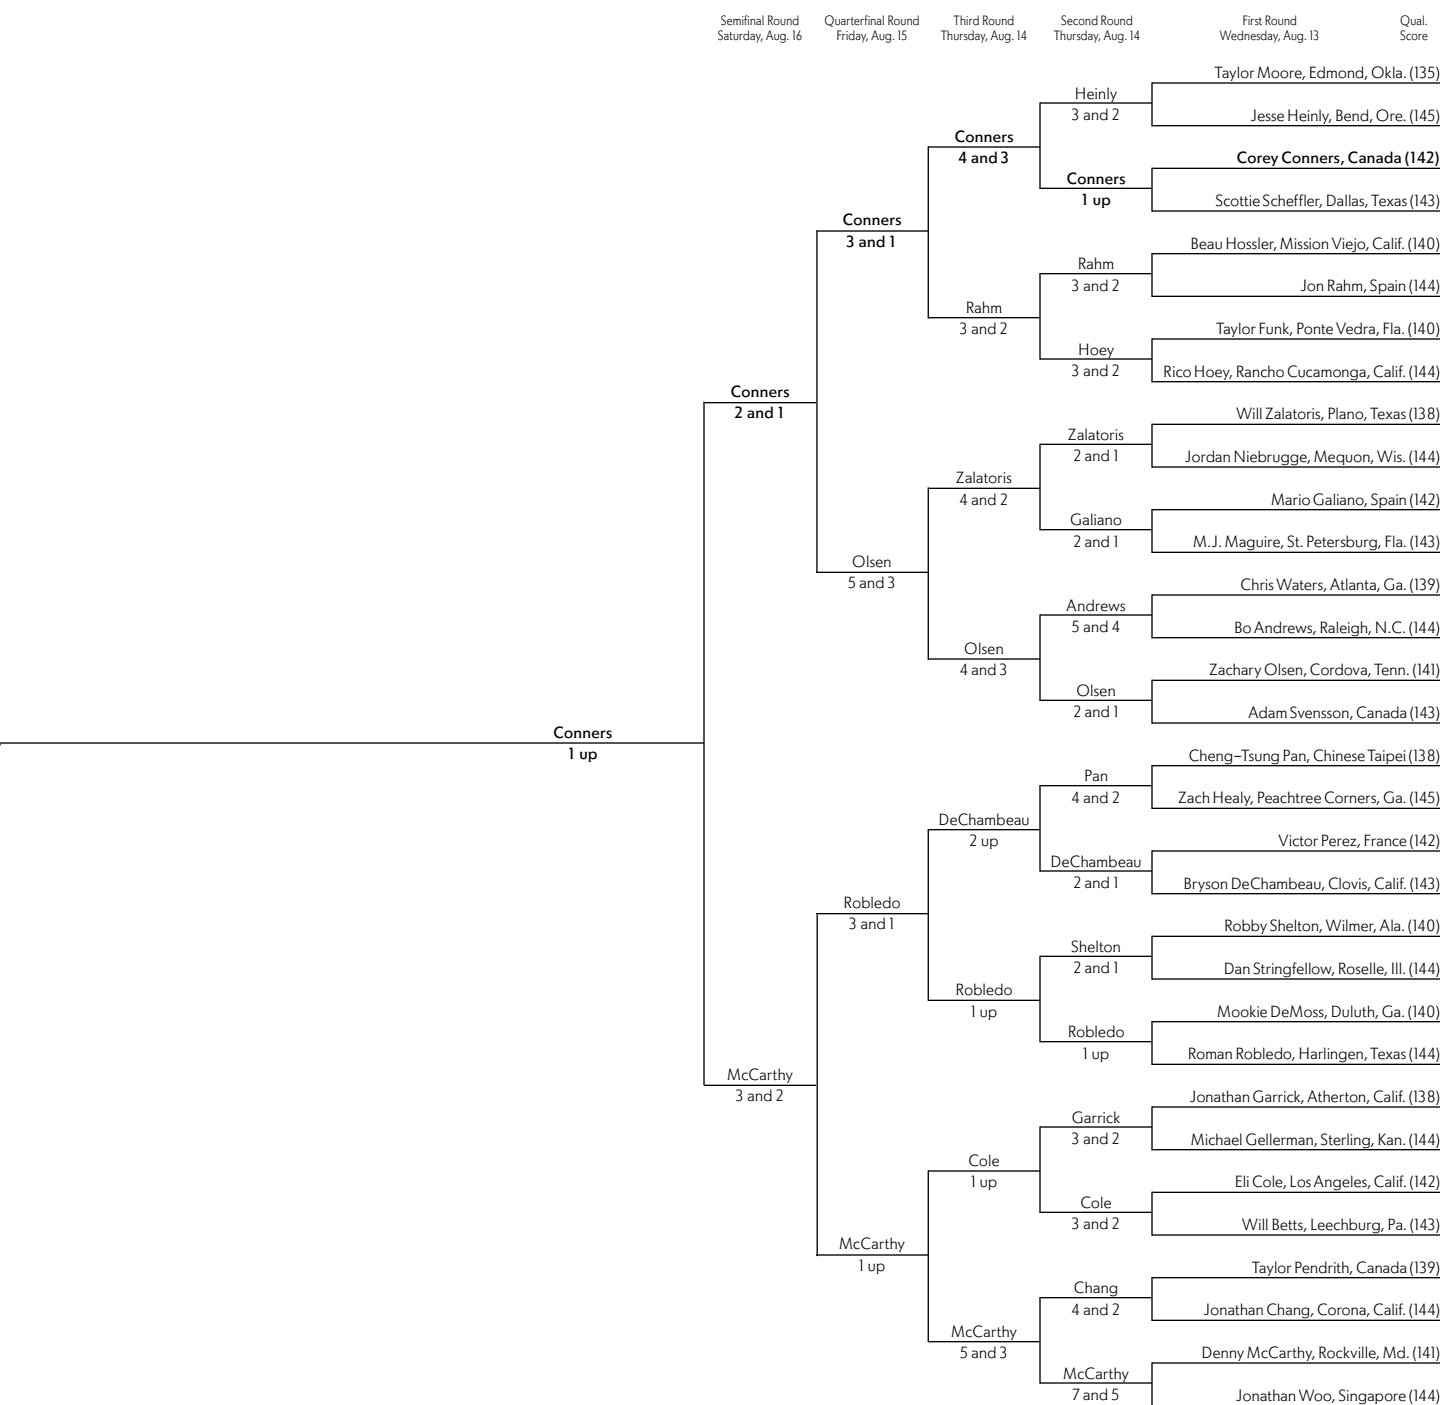 Semifinal Round
Saturday, Aug. 16
Quarterfinal Round
Friday, Aug. 15
Third Round
Thursday, Aug. 14
Second Round
Thursday, Aug. 14
First Round
Wednesday, Aug. 13
Qual.
Score
Taylor Moore, Edmond, Okla. (135)
Heinly
3 and 2
Jesse Heinly, Bend, Ore. (145)
Conners
4 and 3
Corey Conners, Canada (142)
Conners
1 up
Scottie Scheffler, Dallas, Texas (143)
Conners
3 and 1
Beau Hossler, Mission Viejo, Calif. (140)
Rahm
3 and 2
Jon Rahm, Spain (144)
Rahm
3 and 2
Taylor Funk, Ponte Vedra, Fla. (140)
Hoey
3 and 2
Rico Hoey, Rancho Cucamonga, Calif. (144)
Conners
2 and 1
Will Zalatoris, Plano, Texas (138)
Zalatoris
2 and 1
Jordan Niebrugge, Mequon, Wis. (144)
Zalatoris
4 and 2
Mario Galiano, Spain (142)
Galiano
2 and 1
M.J. Maguire, St. Petersburg, Fla. (143)
Olsen
5 and 3
Chris Waters, Atlanta, Ga. (139)
Andrews
5 and 4
Bo Andrews, Raleigh, N.C. (144)
Olsen
4 and 3
Zachary Olsen, Cordova, Tenn. (141)
Olsen
2 and 1
Adam Svensson, Canada (143)
Conners
1 up
Cheng-Tsung Pan, Chinese Taipei (138)
Pan
4 and 2
Zach Healy, Peachtree Corners, Ga. (145)
DeChambeau
2 up
Victor Perez, France (142)
DeChambeau
2 and 1
Bryson DeChambeau, Clovis, Calif. (143)
Robledo
3 and 1
Robby Shelton, Wilmer, Ala. (140)
Shelton
2 and 1
Dan Stringfellow, Roselle, Ill. (144)
Robledo
1 up
Mookie DeMoss, Duluth, Ga. (140)
Robledo
1 up
Roman Robledo, Harlingen, Texas (144)
McCarthy
3 and 2
Jonathan Garrick, Atherton, Calif. (138)
Garrick
3 and 2
Michael Gellerman, Sterling, Kan. (144)
Cole
1 up
Eli Cole, Los Angeles, Calif. (142)
Cole
3 and 2
Will Betts, Leechburg, Pa. (143)
McCarthy
1 up
Taylor Pendrith, Canada (139)
Chang
4 and 2
Jonathan Chang, Corona, Calif. (144)
McCarthy
5 and 3
Denny McCarthy, Rockville, Md. (141)
McCarthy
7 and 5
Jonathan Woo, Singapore (144)